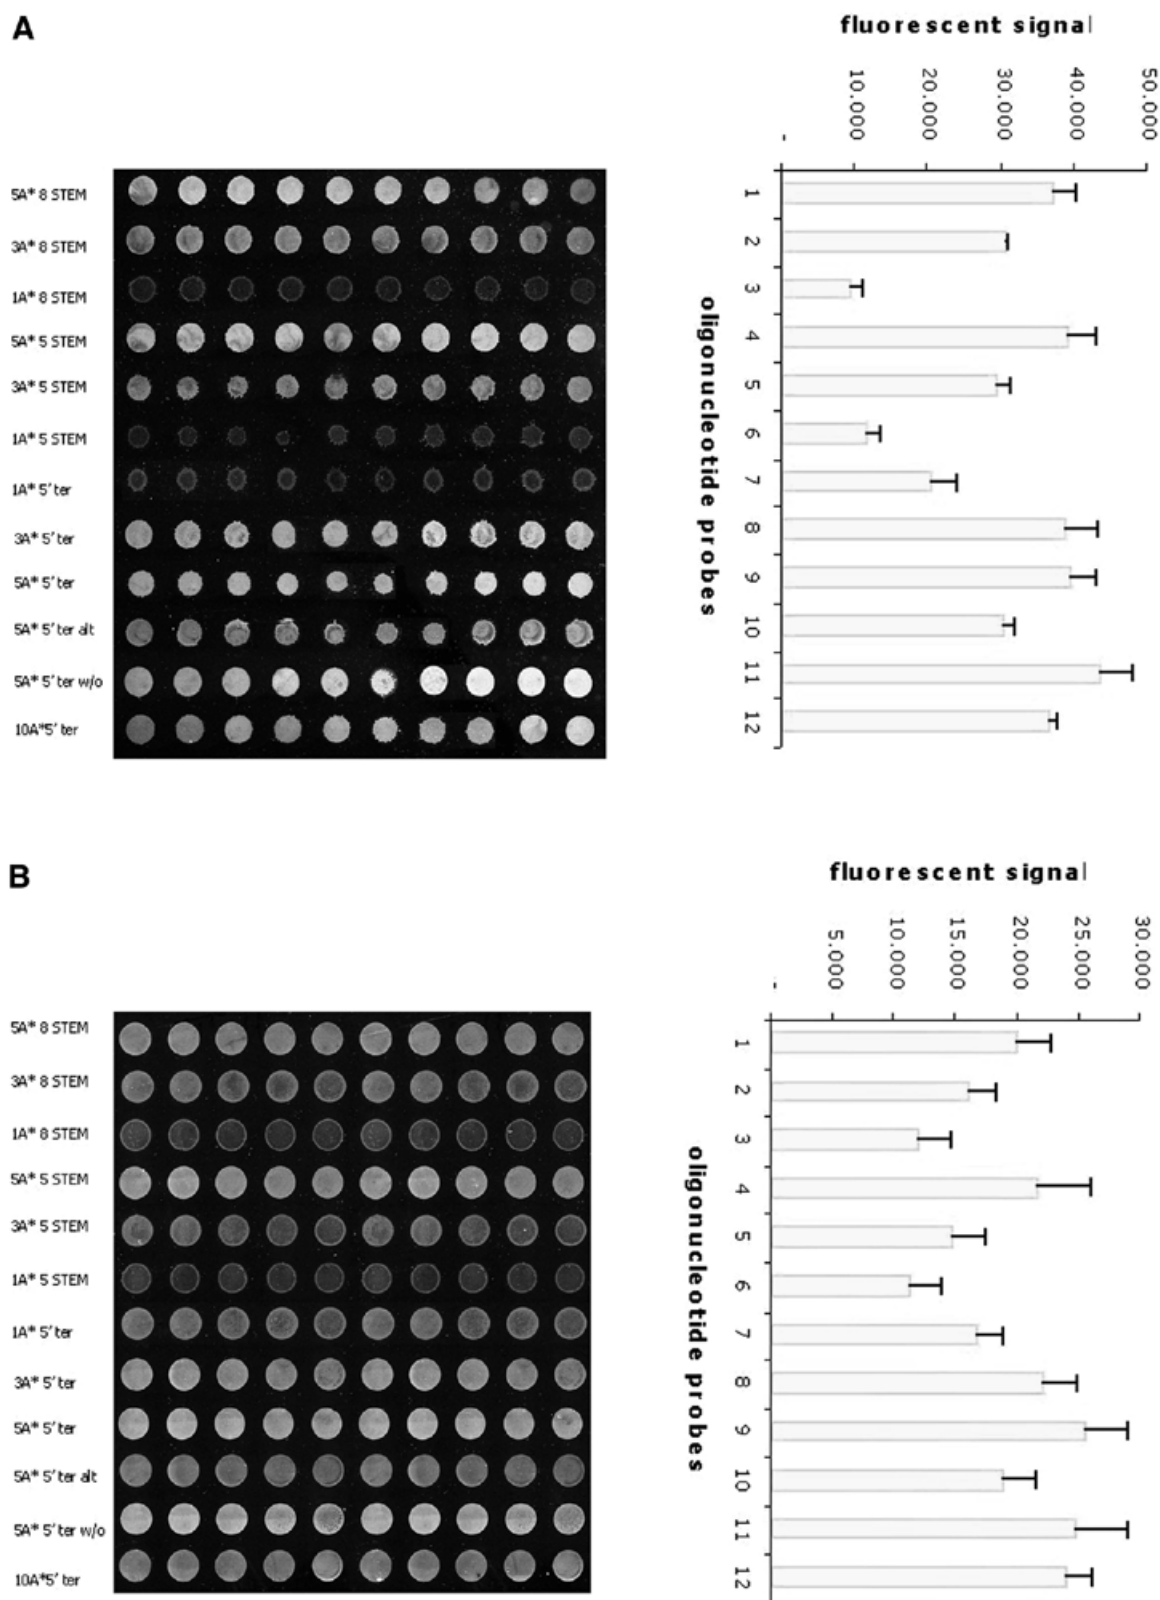 A
fluorescent signal
10.000
20.000
30.000
40.000
50.000
-
5A* 8 STEM
3A* 8 STEM
1A* 8 STEM
5A* 5 STEM
3A* 5 STEM
1A* 5 STEM
1A* 5' ter
3A* 5' ter
5A* 5' ter
5A* 5' ter alt
5A* 5' ter w/o
10A*5' ter
1
2
3
4
5
6
7
8
9
10
11
12
oligonucleotide probes
B
fluorescent signal
5.000
10.000
15.000
20.000
25.000
30.000
-
5A* 8 STEM
3A* 8 STEM
1A* 8 STEM
5A* 5 STEM
3A* 5 STEM
1A* 5 STEM
1A* 5' ter
3A* 5' ter
5A* 5' ter
5A* 5' ter alt
5A* 5' ter w/o
10A*5' ter
1
2
3
4
5
6
7
8
9
10
11
12
oligonucleotide probes